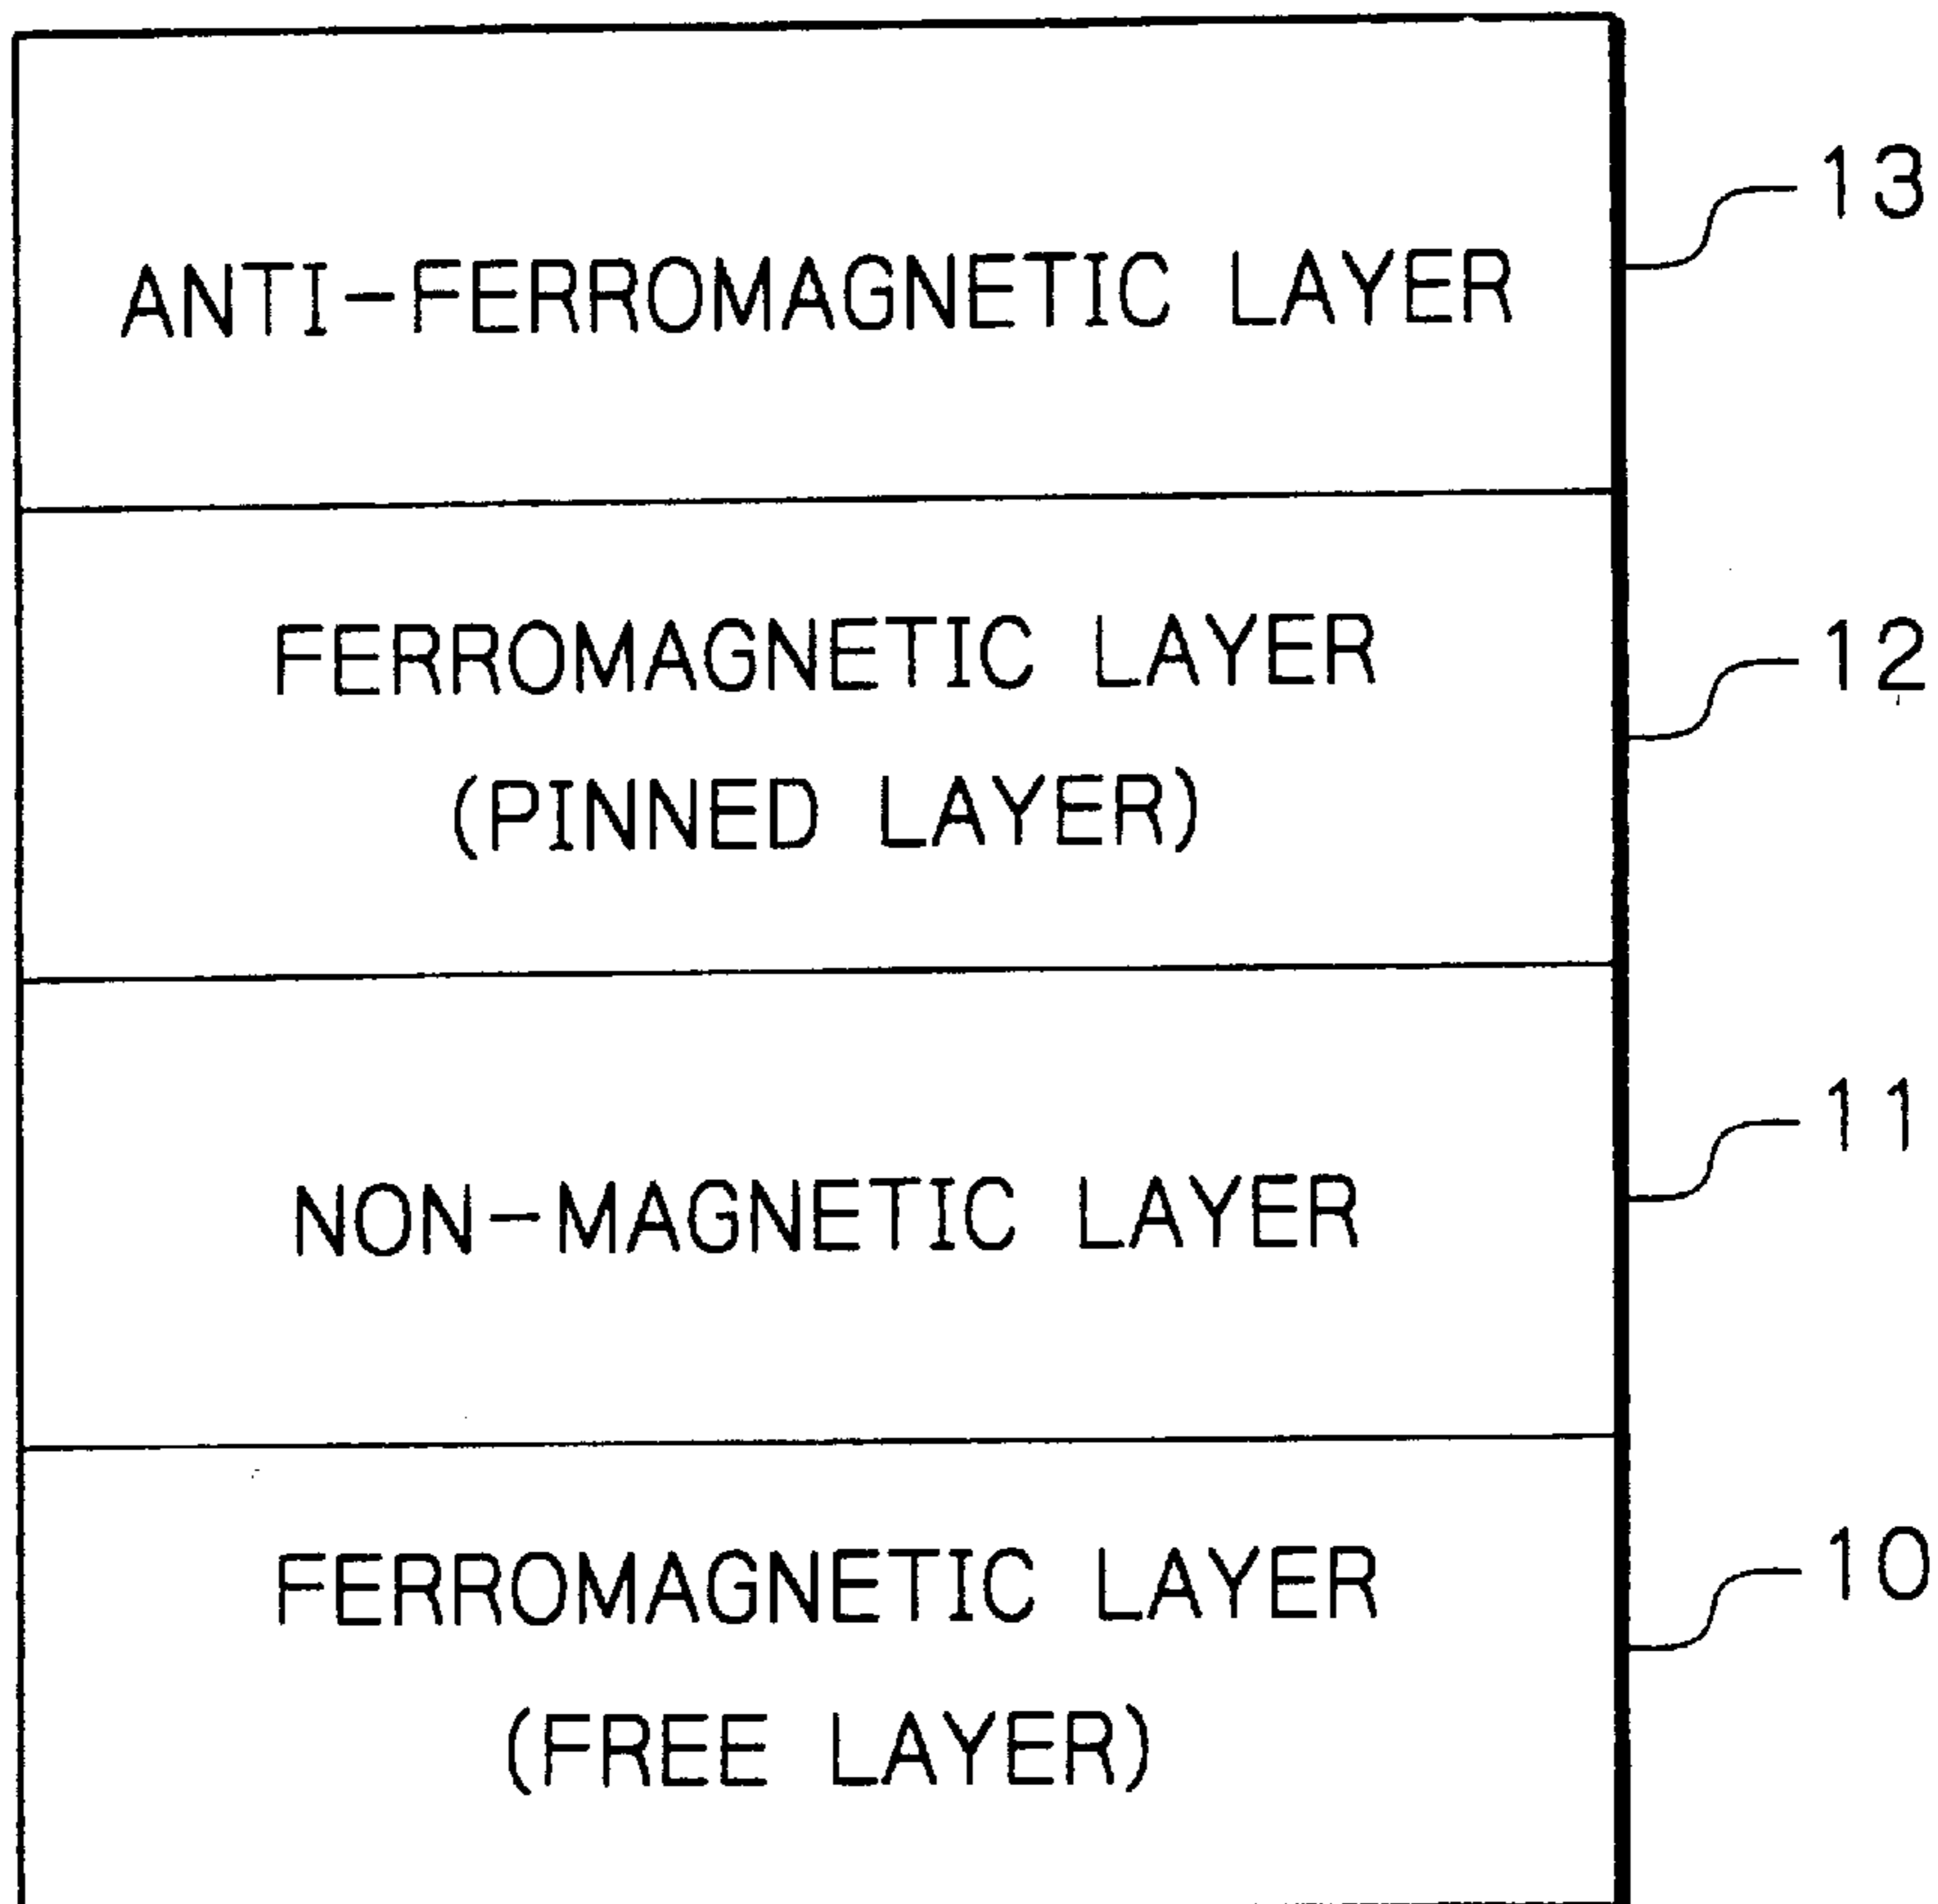 13
ANTI-FERROMAGNETIC LAYER
12
FERROMAGNETIC LAYER
(PINNED LAYER)
11
NON-MAGNETIC LAYER
10
FERROMAGNETIC LAYER
(FREE LAYER)